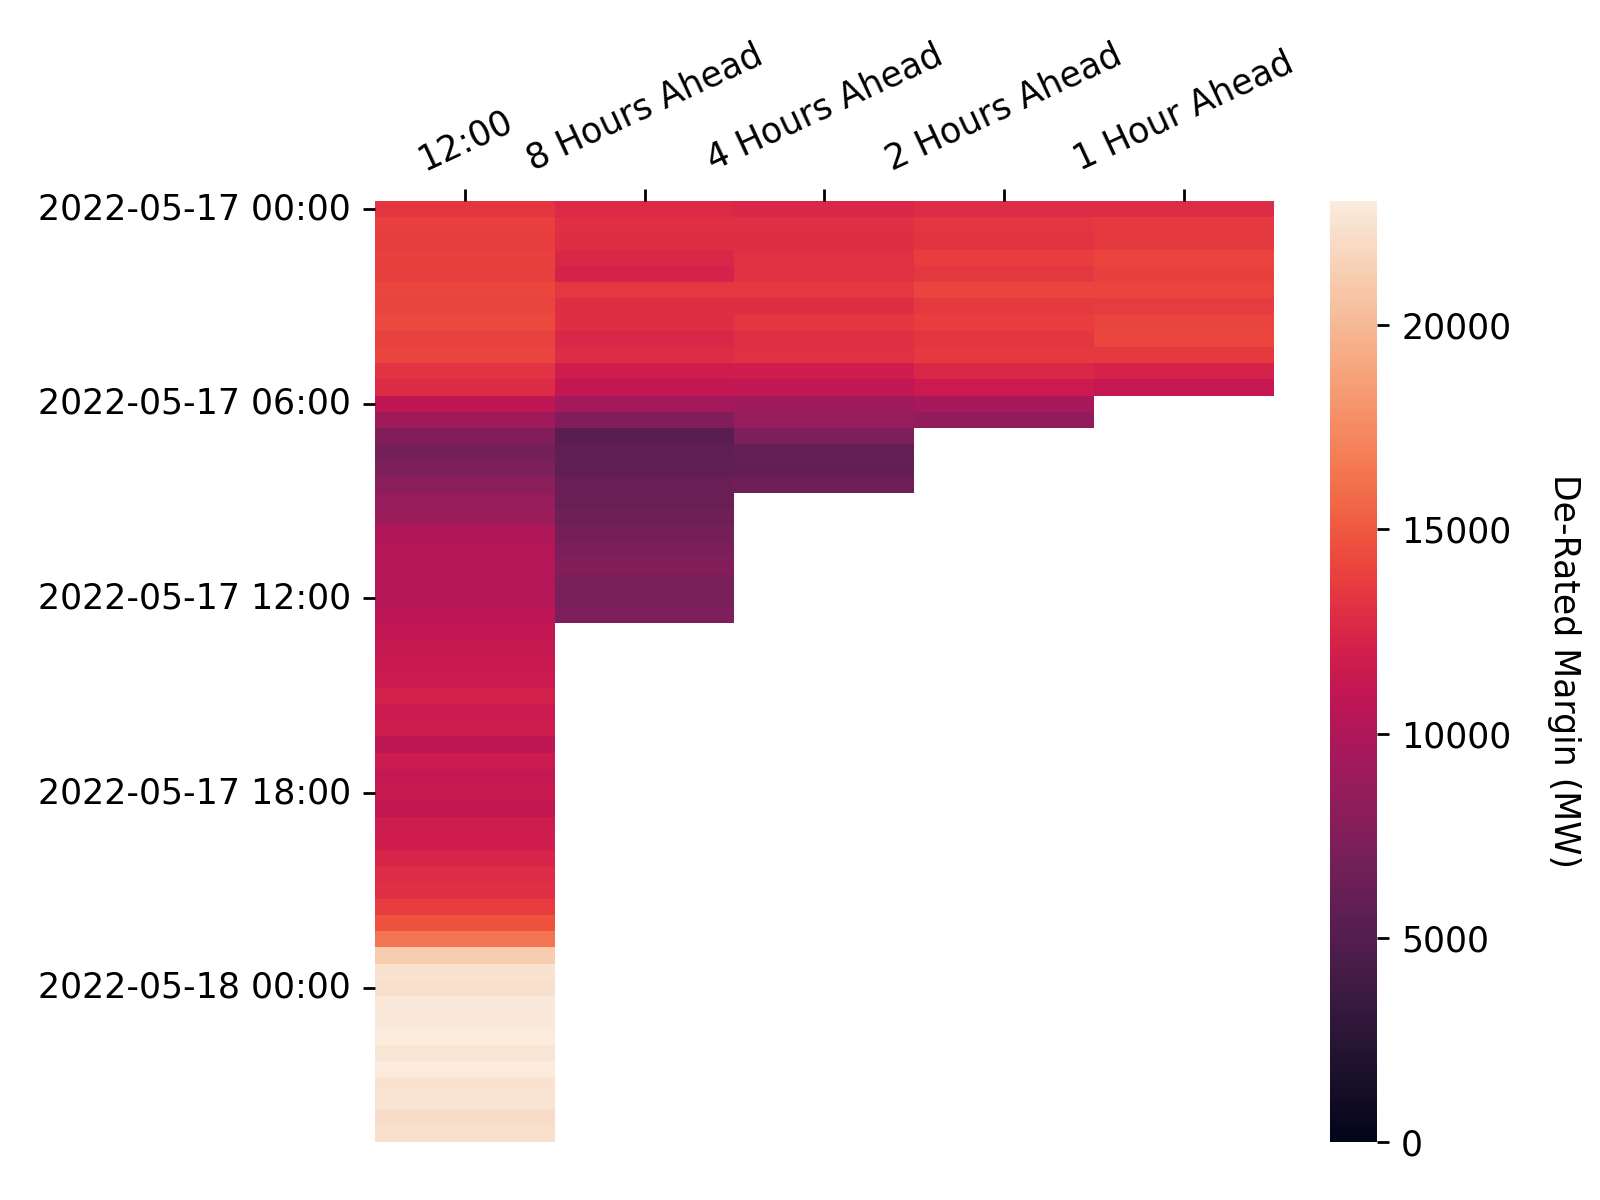 12:00
8 Hours Ahead
4 Hours Ahead
2 Hours Ahead
1 Hour Ahead
2022-05-17 00:00
2022-05-17 06:00
2022-05-17 12:00
2022-05-17 18:00
2022-05-18 00:00
20000
15000
10000
5000
0
De-Rated Margin (MW)